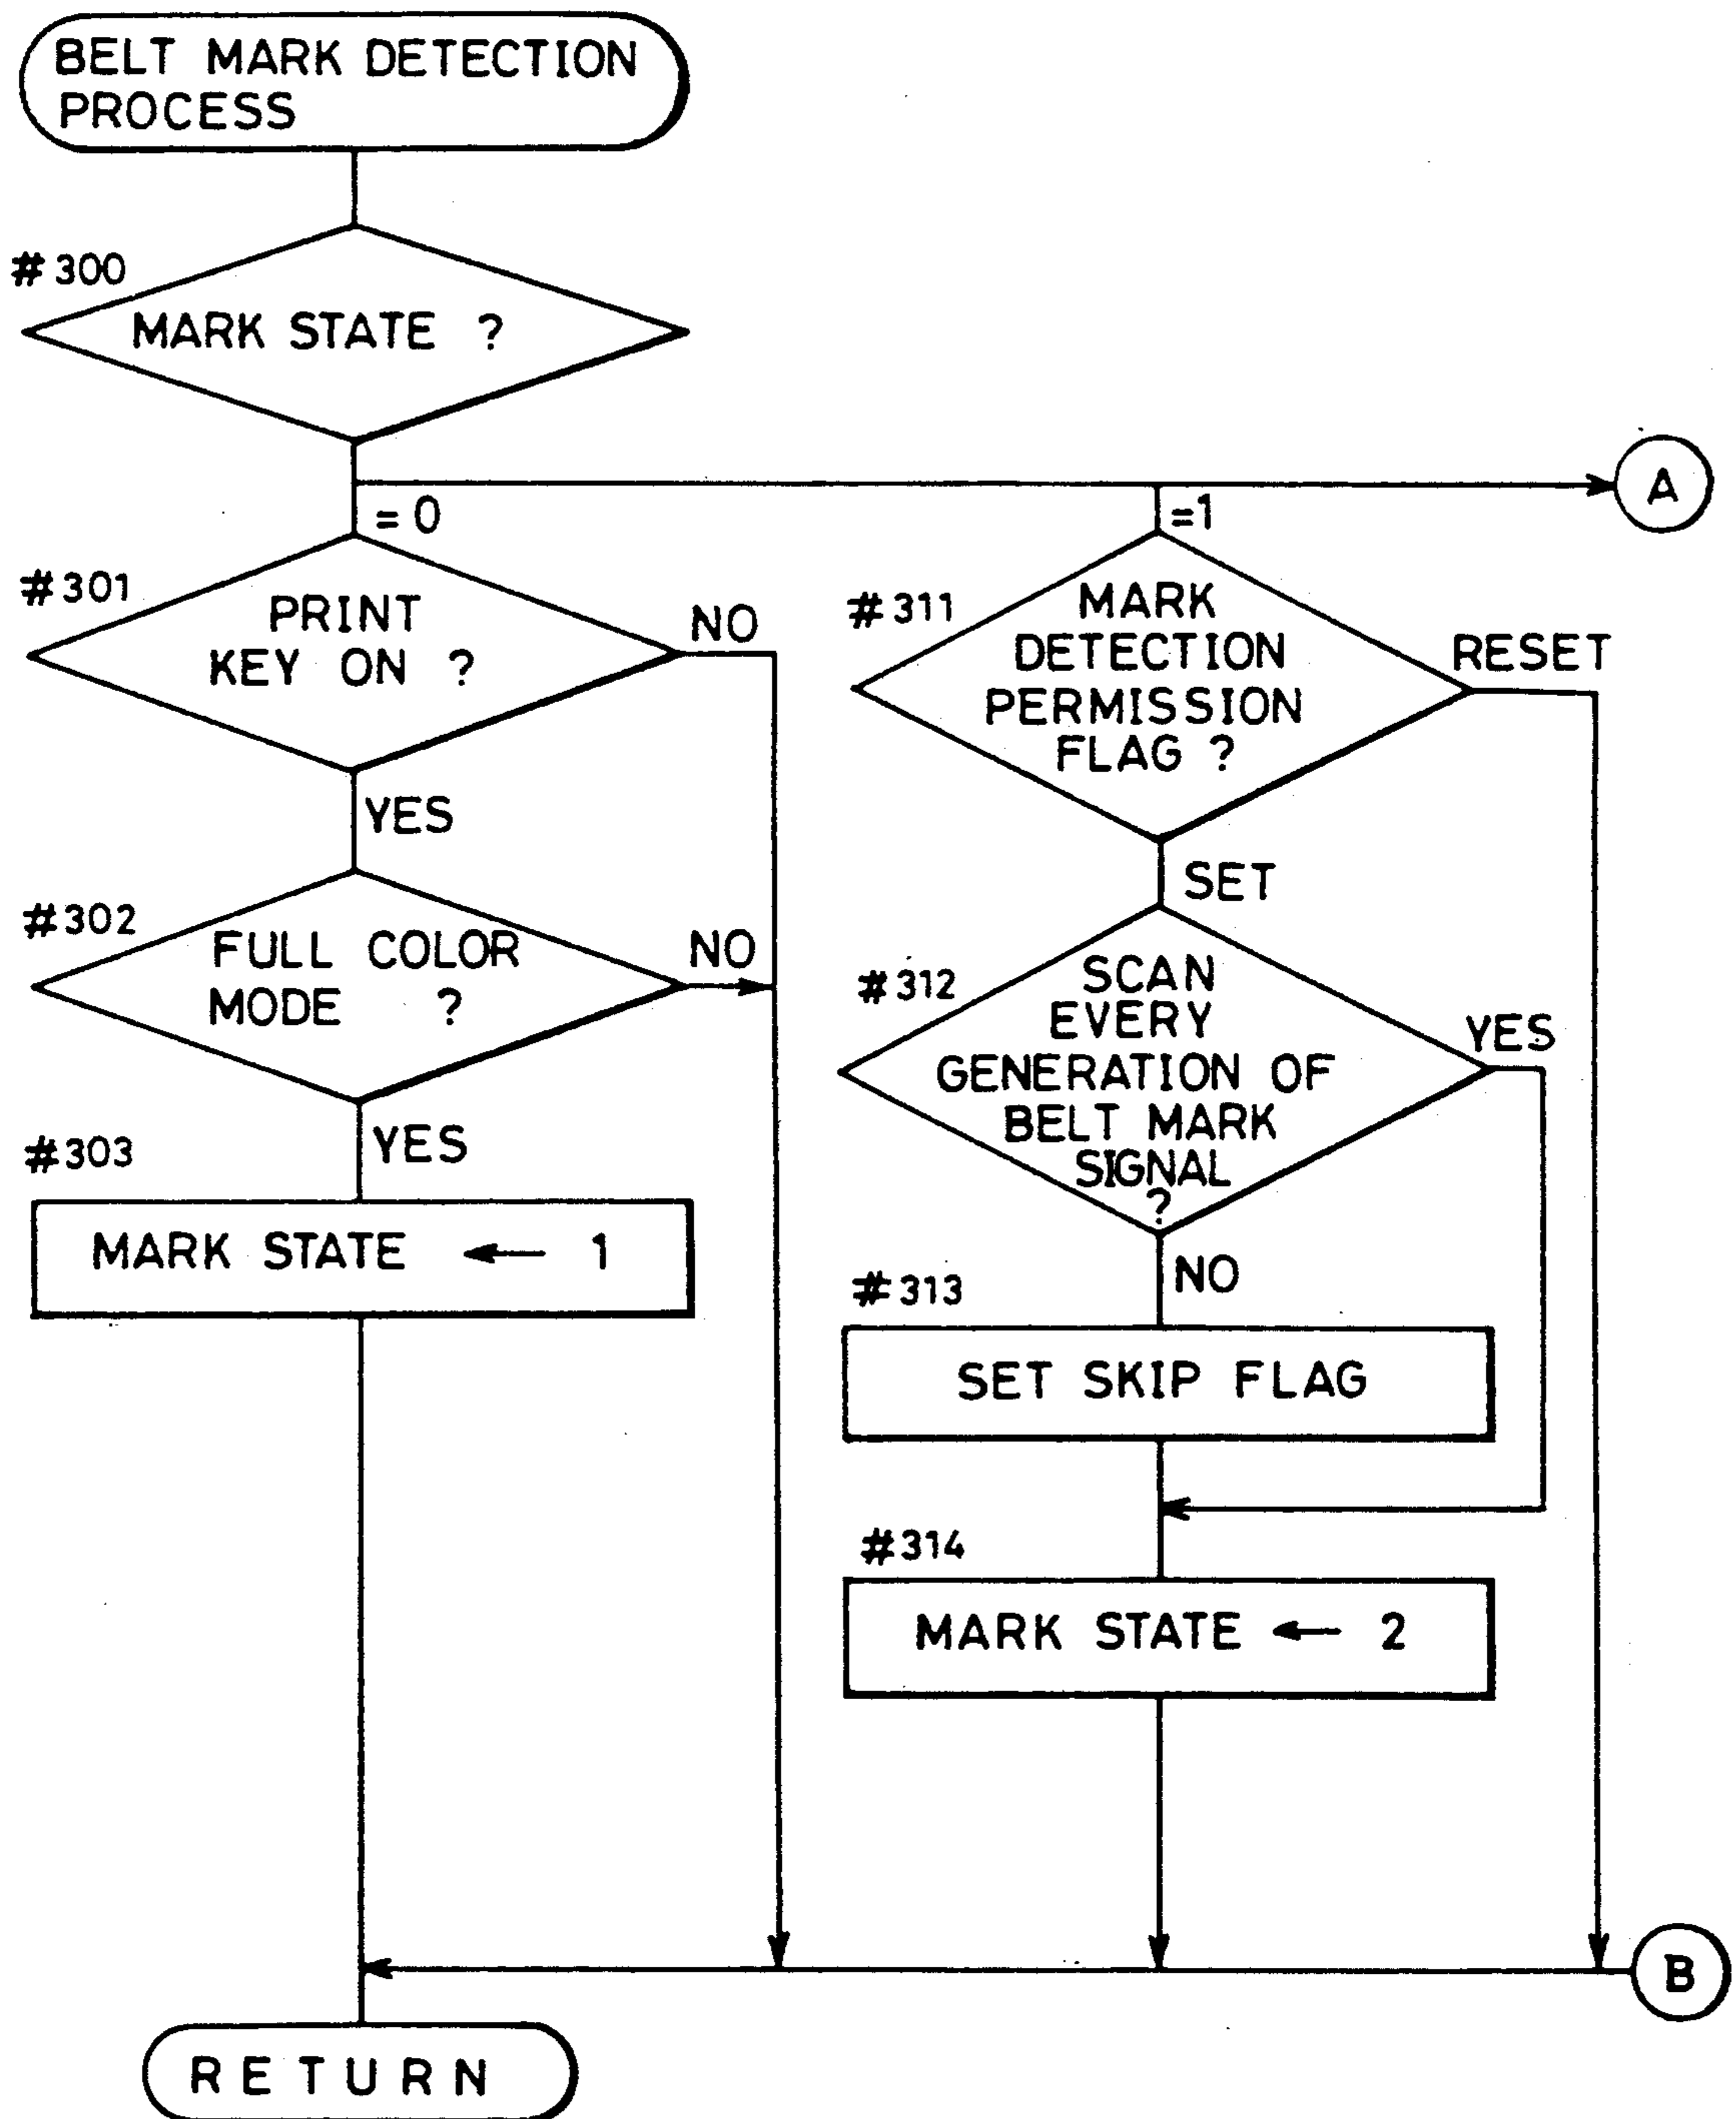 BELT MARK DETECTION
PROCESS
#300
MARK STATE ?
A
=0
=1
#301
PRINT
KEY ON ?
NO
YES
#302
FULL COLOR
MODE ?
NO
YES
#303
MARK STATE ← 1
#311
MARK
DETECTION
PERMISSION
FLAG ?
RESET
SET
#312
SCAN
EVERY
GENERATION OF
BELT MARK
SIGNAL
?
YES
NO
#313
SET SKIP FLAG
#314
MARK STATE ← 2
B
RETURN